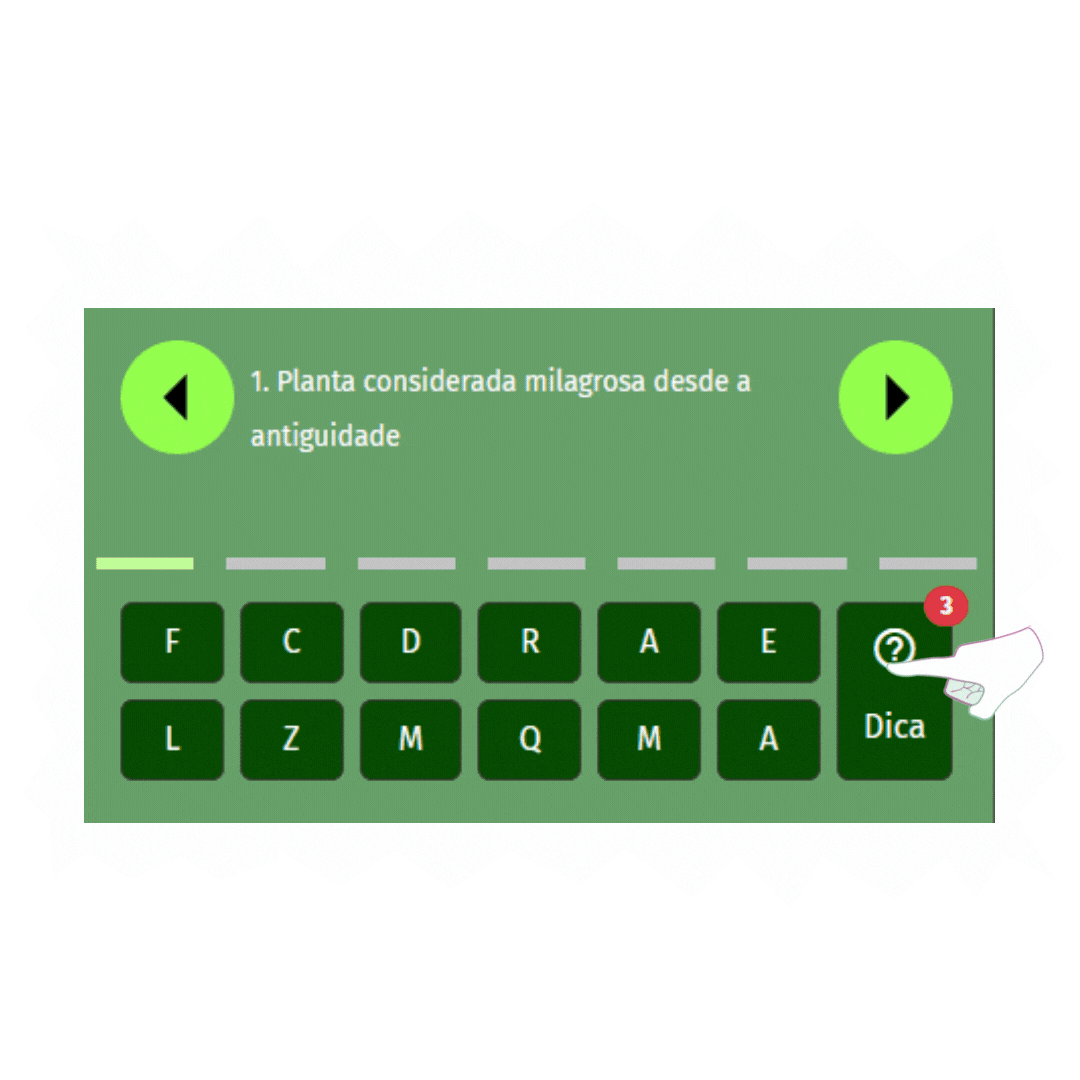 1. Planta considerada milagrosa desde a
antiguidade
3
F C D R A E
L Z M Q M A
Dica